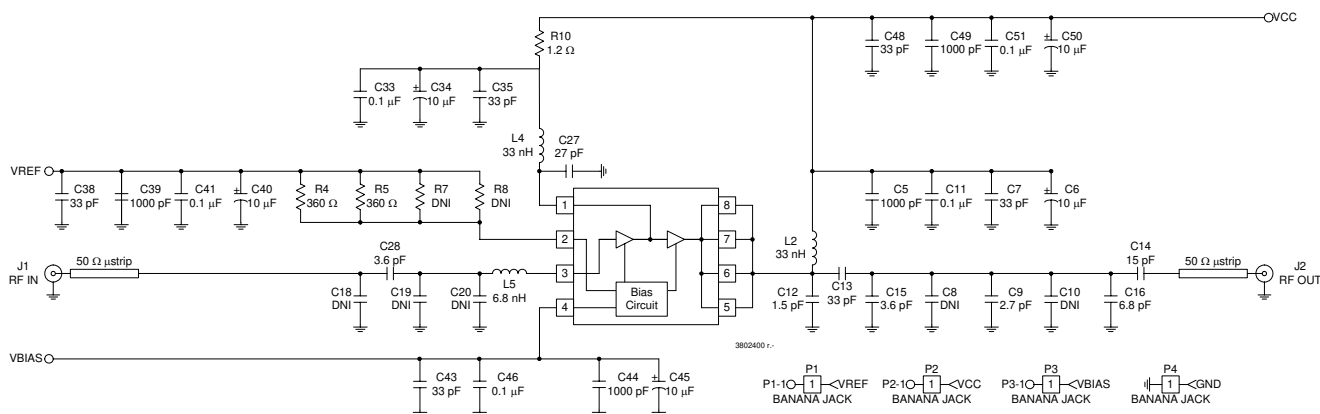 VCC
R10
1.2 Ω
C48
33 pF
C49
1000 pF
C51
0.1 µF
+
C50
10 µF
C33
0.1 µF
+
C34
10 µF
C35
33 pF
L4
33 nH
C27
27 pF
VREF
C38
33 pF
C39
1000 pF
C41
0.1 µF
+
C40
10 µF
R4
360 Ω
R5
360 Ω
R7
DNI
R8
DNI
C5
1000 pF
C11
0.1 µF
C7
33 pF
+
C6
10 µF
1
2
3
4
8
7
6
5
Bias
Circuit
L2
33 nH
J1
RF IN
50 Ω µstrip
C28
3.6 pF
C18
DNI
C19
DNI
C20
DNI
L5
6.8 nH
C12
1.5 pF
C13
33 pF
C15
3.6 pF
C8
DNI
C9
2.7 pF
C10
DNI
C16
6.8 pF
C14
15 pF
50 Ω µstrip
J2
RF OUT
3802400 r.-
VBIAS
C43
33 pF
C46
0.1 µF
C44
1000 pF
+
C45
10 µF
P1
P1-1 1 VREF
BANANA JACK
P2
P2-1 1 VCC
BANANA JACK
P3
P3-1 1 VBIAS
BANANA JACK
P4
1 GND
BANANA JACK